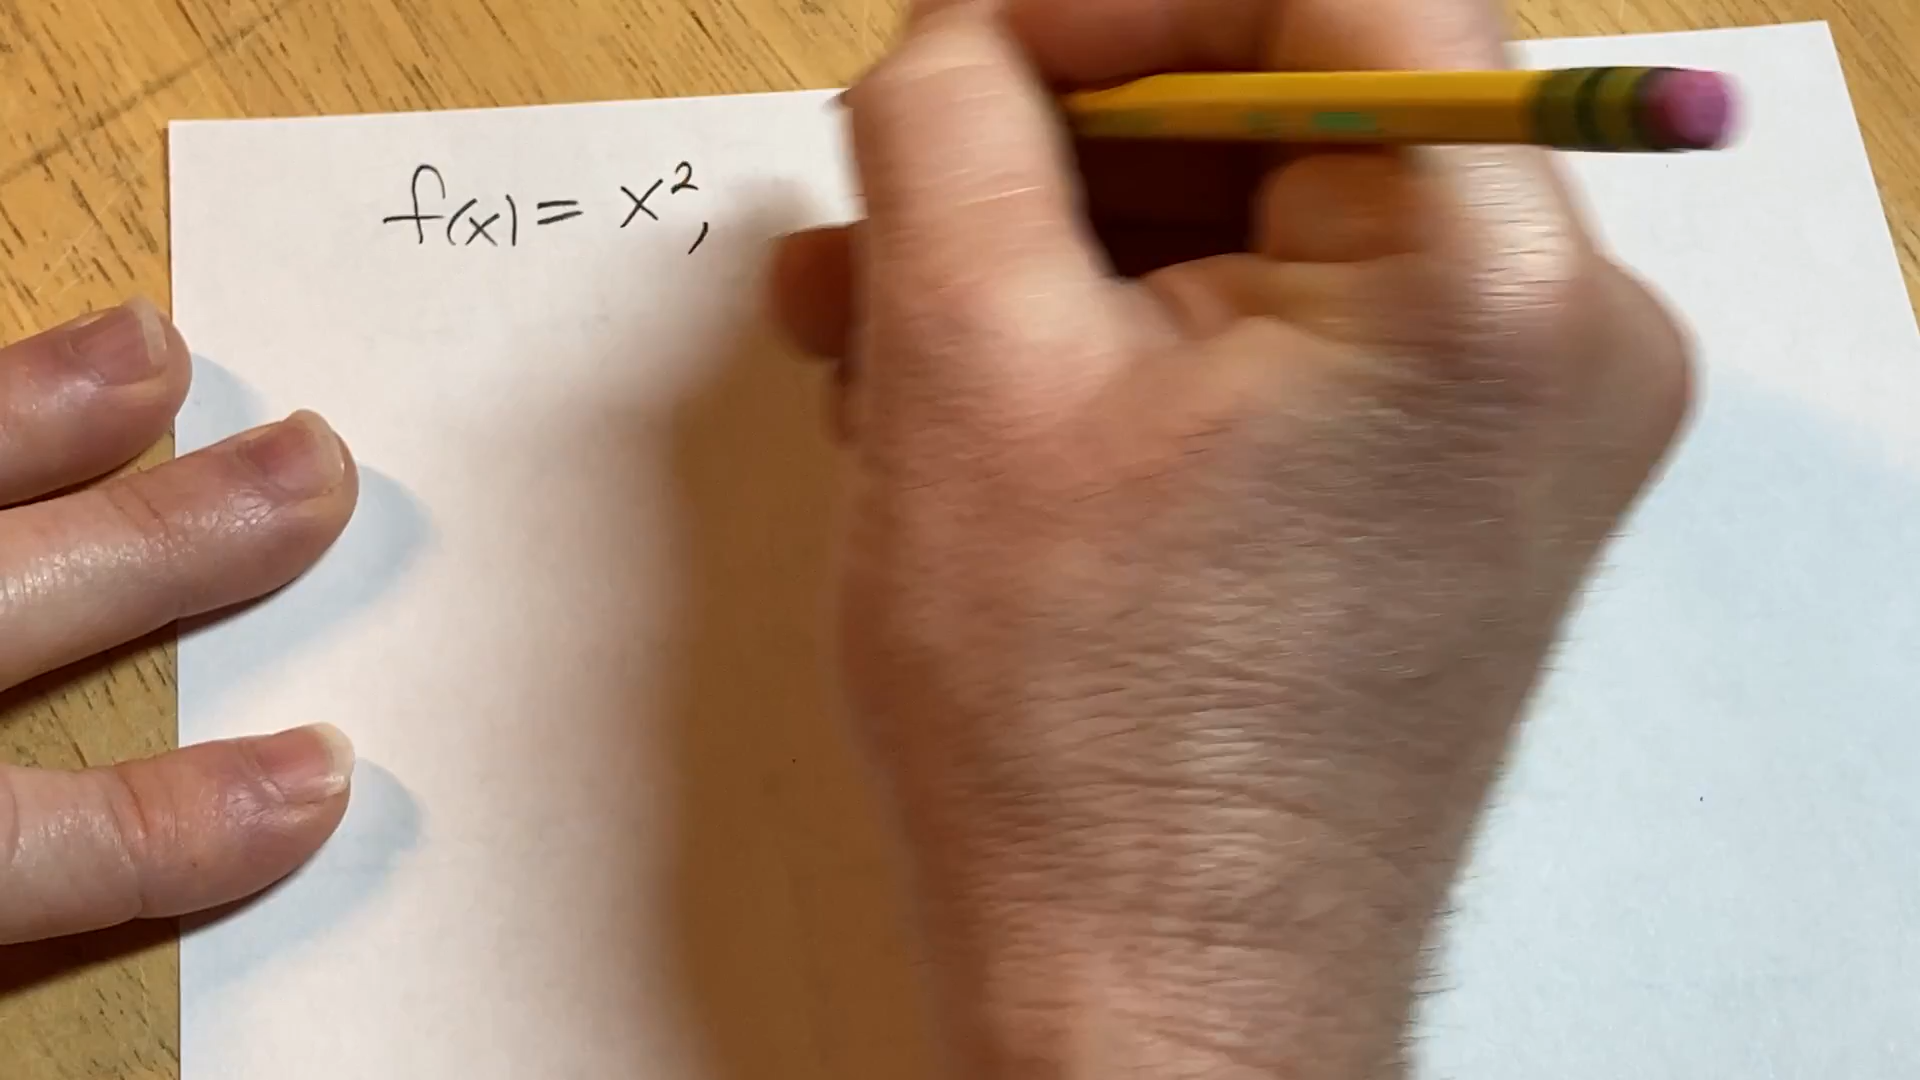 f(x) = x²,